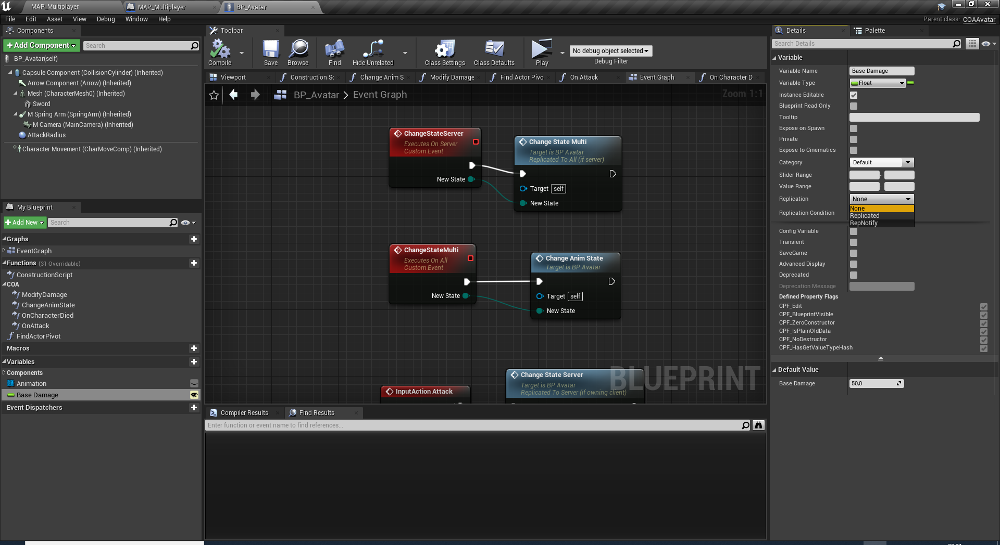 MAP_Multiplayer
MAP_Multiplayer
BP_Avatar
File Edit Asset View Debug Window Help
Parent class: COAAvatar
Components
Toolbar
Details
Palette
Add Component
Search
Search Details
BP_Avatar(self)
Capsule Component (CollisionCylinder) (Inherited)
Arrow Component (Arrow) (Inherited)
Mesh (CharacterMesh0) (Inherited)
Sword
M Spring Arm (SpringArm) (Inherited)
M Camera (MainCamera) (Inherited)
AttackRadius
Character Movement (CharMoveComp) (Inherited)
My Blueprint
Add New
Search
Graphs
EventGraph
Functions (31 Overridable)
ConstructionScript
COA
ModifyDamage
ChangeAnimState
OnCharacterDied
OnAttack
FindActorPivot
Macros
Variables
Components
Animation
Base Damage
Event Dispatchers
Compile
Save
Browse
Find
Hide Unrelated
Class Settings
Class Defaults
Play
No debug object selected
Debug Filter
Viewport
Construction Sc
Change Anim S
Modify Damage
Find Actor Pivo
On Attack
Event Graph
On Character D
BP_Avatar > Event Graph
Zoom 1:1
ChangeStateServer
Executes On Server
Custom Event
New State
Change State Multi
Target is BP Avatar
Replicated To All (if server)
Target self
New State
ChangeStateMulti
Executes On All
Custom Event
New State
Change Anim State
Target is BP Avatar
Target self
New State
InputAction Attack
Change State Server
Target is BP Avatar
Replicated To Server (if owning client)
BLUEPRINT
Compiler Results
Find Results
Enter function or event name to find references...
Variable
Variable Name Base Damage
Variable Type Float
Instance Editable
Blueprint Read Only
Tooltip
Expose on Spawn
Private
Expose to Cinematics
Category Default
Slider Range
Value Range
Replication None
None
Replicated
RepNotify
Replication Condition
Config Variable
Transient
SaveGame
Advanced Display
Deprecated
Deprecation Message
Defined Property Flags
CPF_Edit
CPF_BlueprintVisible
CPF_ZeroConstructor
CPF_IsPlainOldData
CPF_NoDestructor
CPF_HasGetValueTypeHash
Default Value
Base Damage 50,0